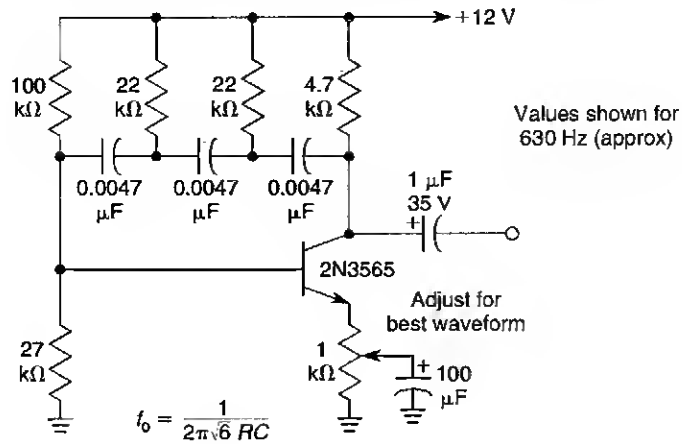 +12 V
100
kΩ
22
kΩ
22
kΩ
4.7
kΩ
Values shown for
630 Hz (approx)
0.0047
µF
0.0047
µF
0.0047
µF
1 µF
35 V
+
2N3565
Adjust for
best waveform
27
kΩ
1
kΩ
+
100
µF
f₀ = 1 / 2π√6 RC